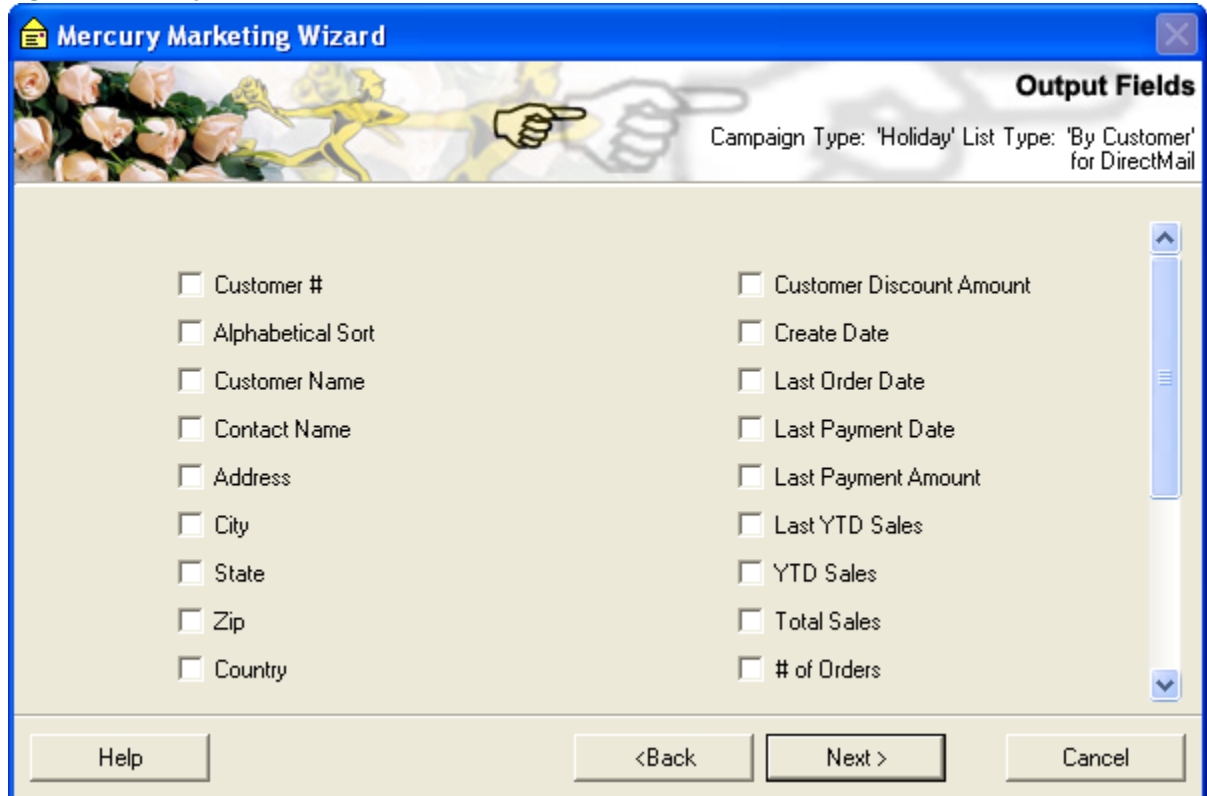 Mercury Marketing Wizard
Output Fields
Campaign Type: 'Holiday' List Type: 'By Customer'
for DirectMail
Customer #
Alphabetical Sort
Customer Name
Contact Name
Address
City
State
Zip
Country
Customer Discount Amount
Create Date
Last Order Date
Last Payment Date
Last Payment Amount
Last YTD Sales
YTD Sales
Total Sales
# of Orders
Help
<Back
Next >
Cancel